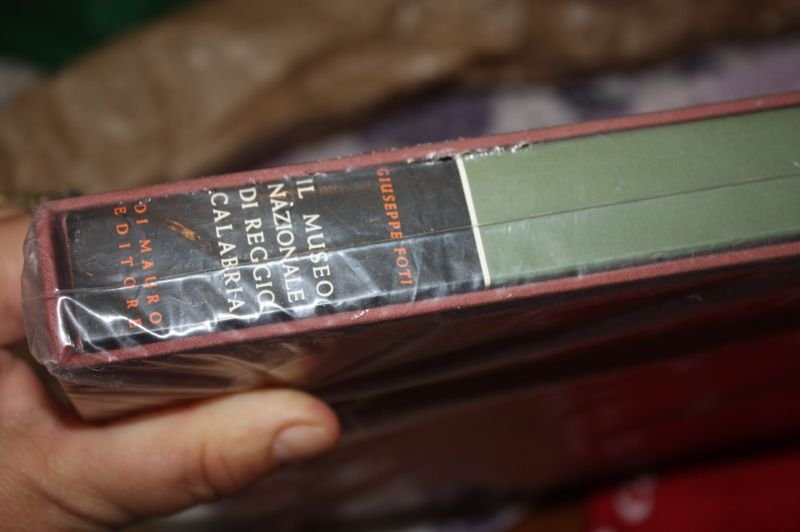 GIUSEPPE FOTI
IL MUSEO
NAZIONALE
DI REGGIO
CALABRIA
DI MAURO
EDITORE